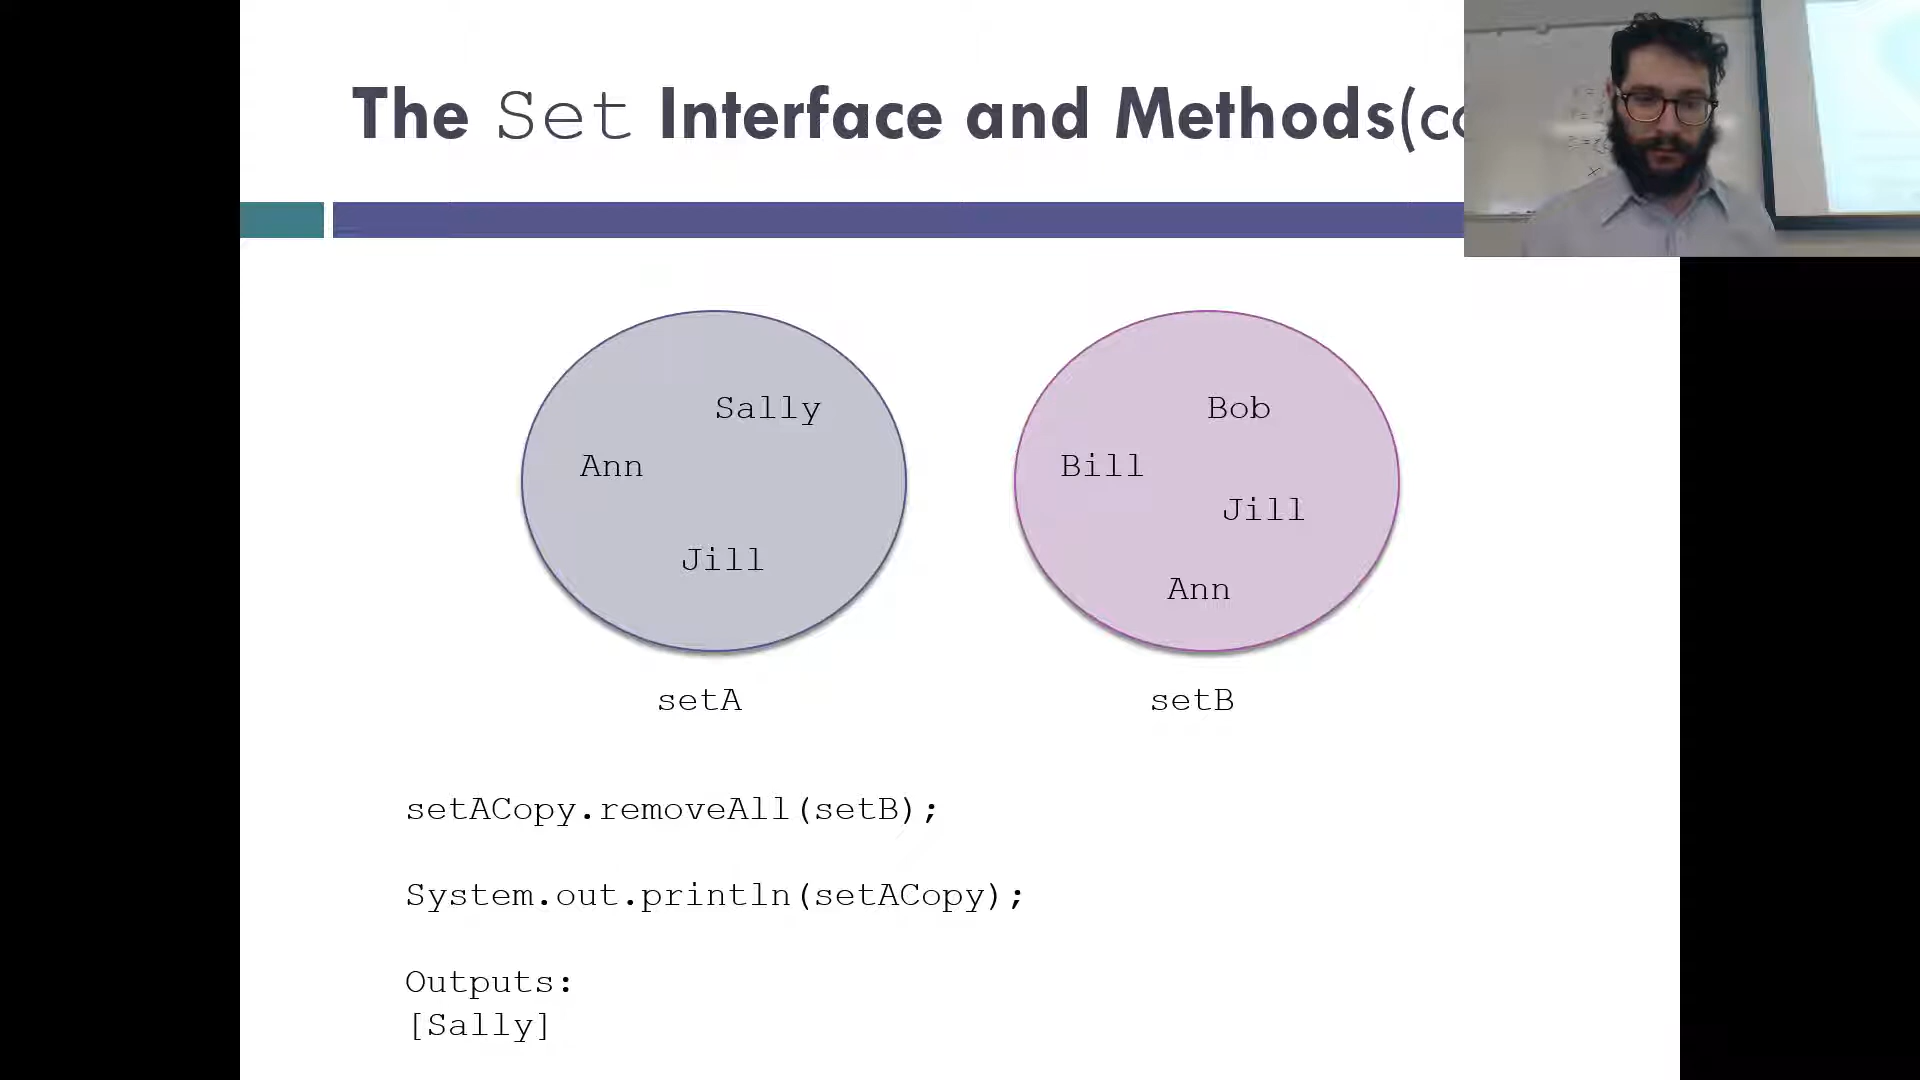 The Set Interface and Methods(co
Sally
Ann
Jill
setA
Bob
Bill
Jill
Ann
setB
setACopy.removeAll(setB);
System.out.println(setACopy);
Outputs:
[Sally]